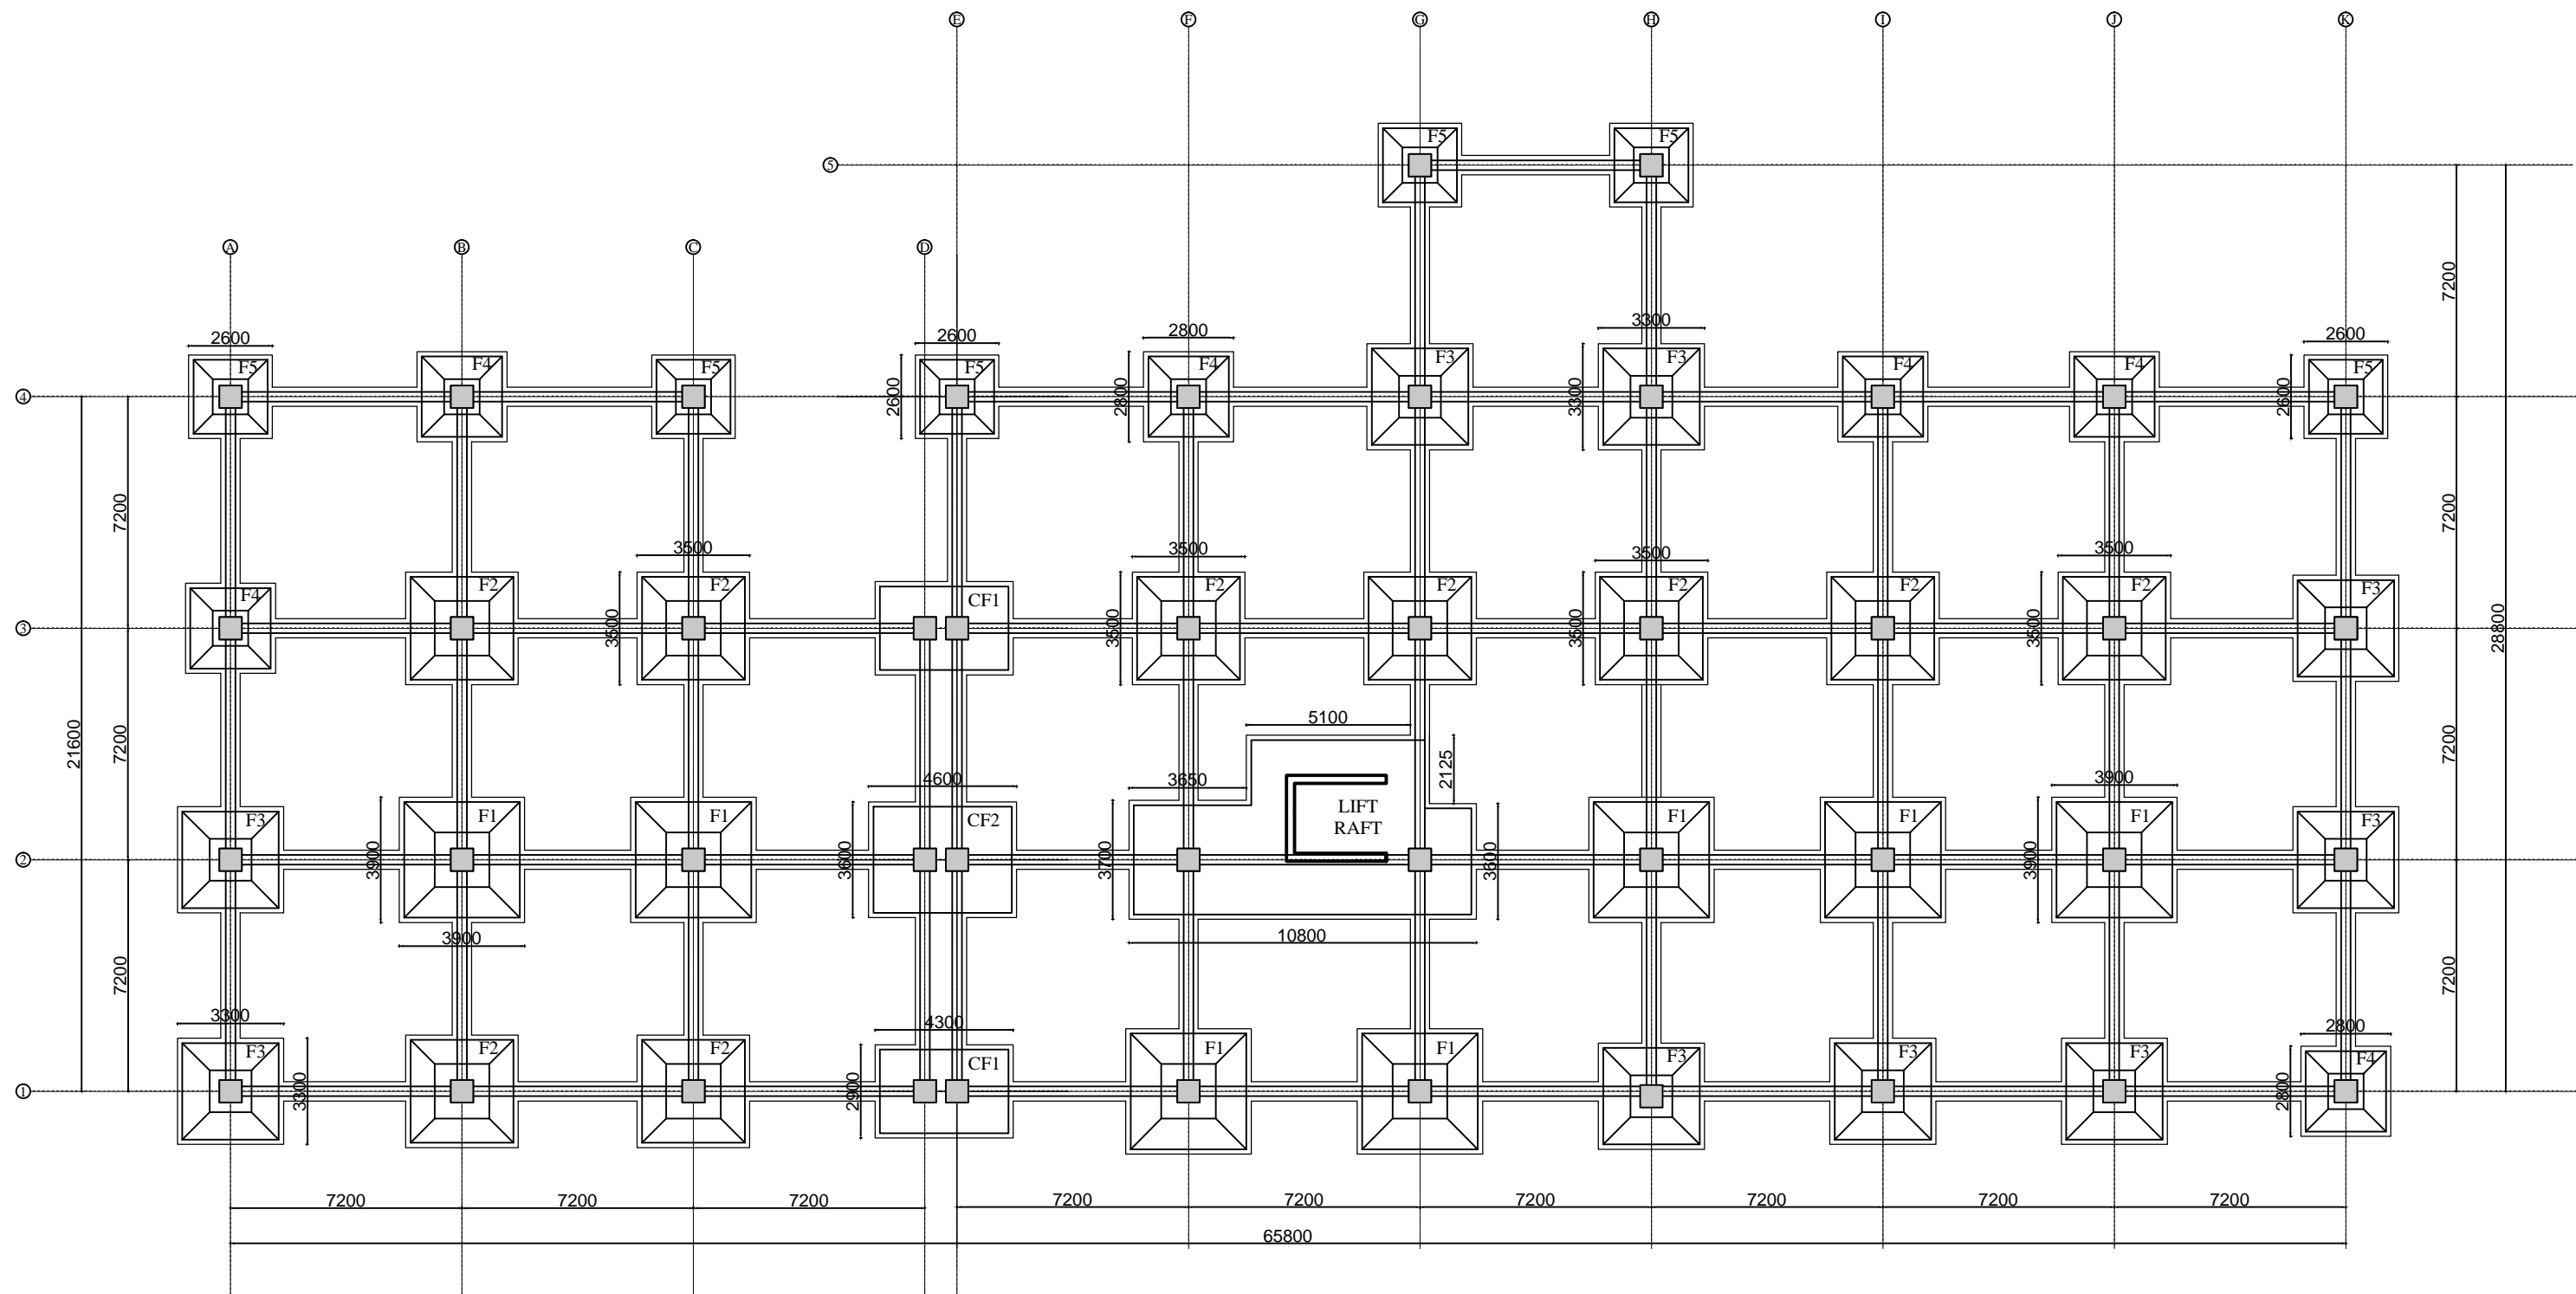 E F G H I J K
F5 F5
5
A B C D
7200
2600 2600 2800 3300 2600
F5 F4 F5 F5 F4 F3 F3 F4 F4 F5
4 2600 2800 3300 2600
7200 7200
3500 3500 3500 3500
F4 F2 F2 CF1 F2 F2 F2 F2 F2 F3
3 3500 3500 3500 3500 28800
5100
21600 7200 2125 7200
4600 3650 3900
LIFT
RAFT
F3 F1 F1 CF2 F1 F1 F1 F3
2 3900 3600 3700 3600 3900
3900 10800
7200 7200
3300 4300 2800
F3 F2 F2 CF1 F1 F1 F3 F3 F3 F4
1 3300 2900 2800
7200 7200 7200 7200 7200 7200 7200 7200 7200
65800